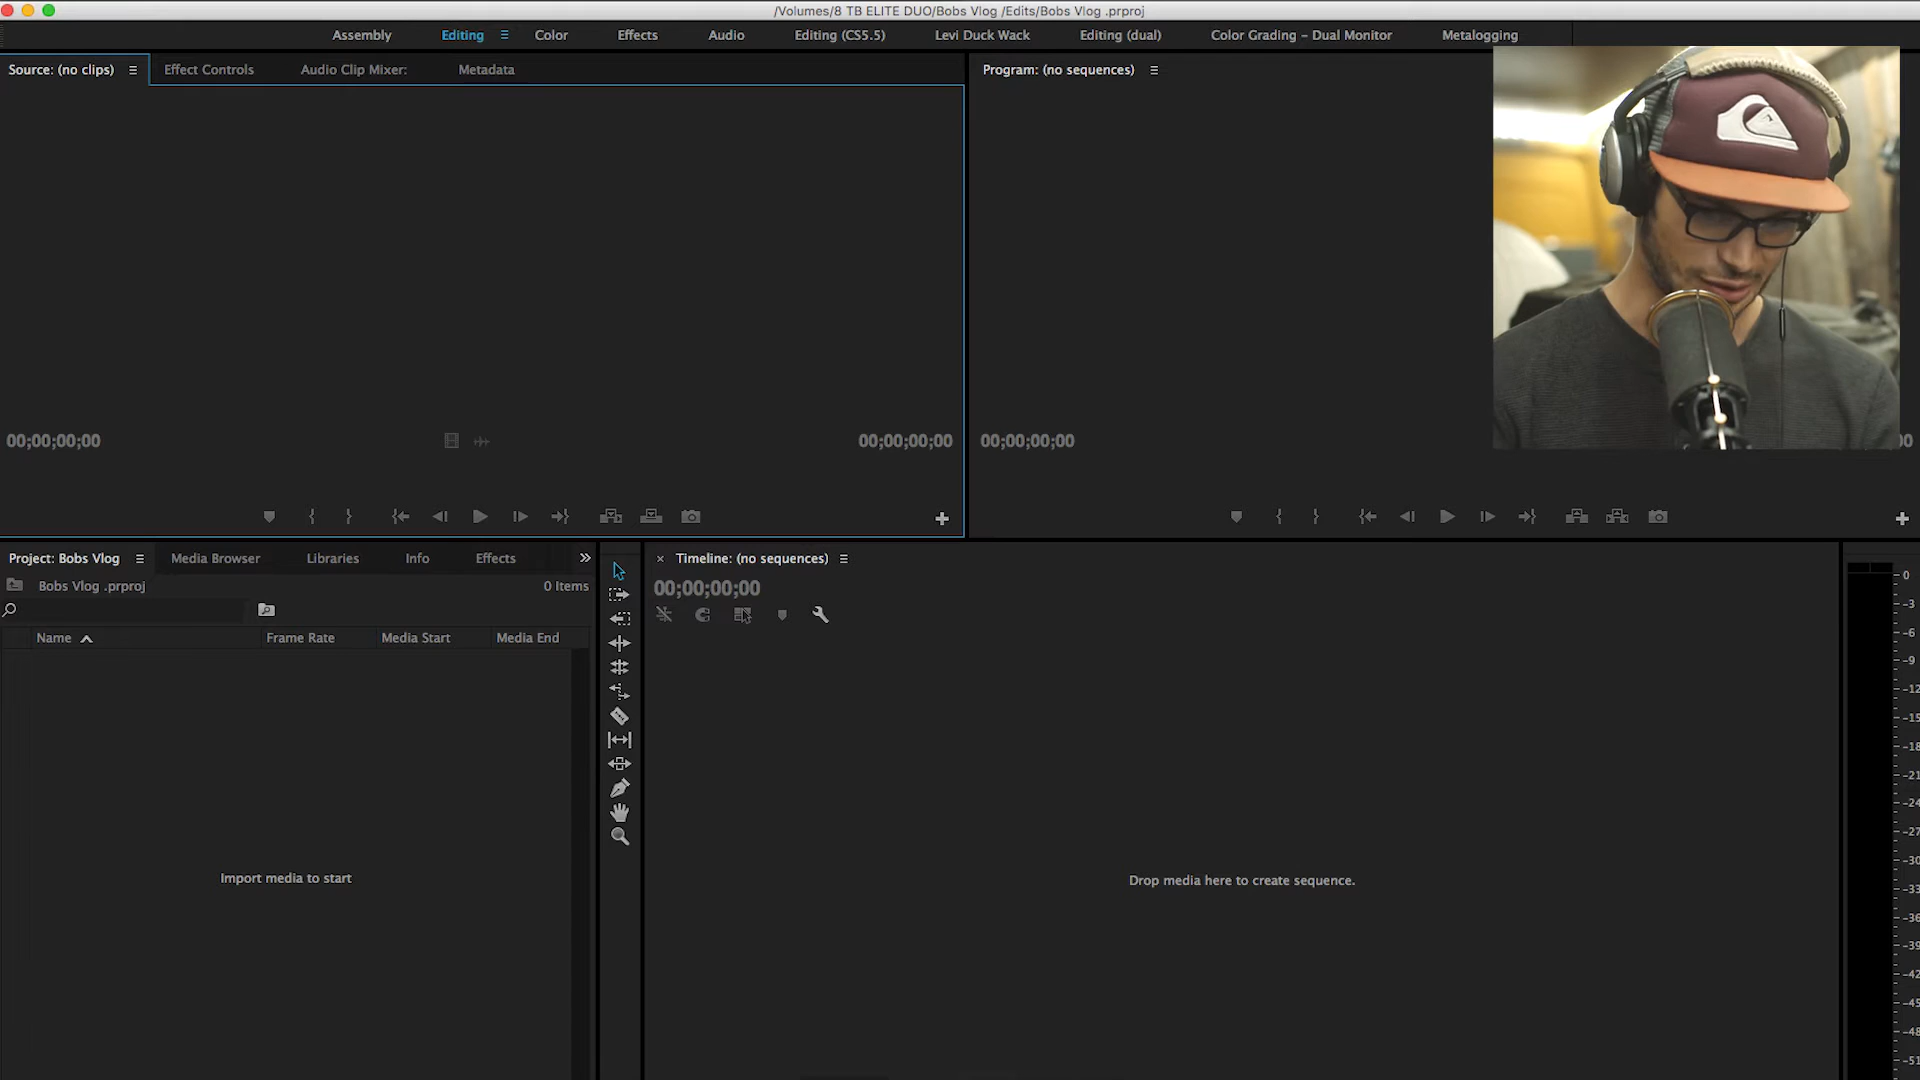 /Volumes/8 TB ELITE DUO/Bobs Vlog /Edits/Bobs Vlog .prproj
Assembly Editing Color Effects Audio Editing (CS5.5) Levi Duck Wack Editing (dual) Color Grading - Dual Monitor Metalogging
Source: (no clips) Effect Controls Audio Clip Mixer: Metadata
Program: (no sequences)
00;00;00;00
00;00;00;00
00;00;00;00
00
Project: Bobs Vlog Media Browser Libraries Info Effects
Bobs Vlog .prproj
0 Items
Name Frame Rate Media Start Media End
Import media to start
Timeline: (no sequences)
00;00;00;00
Drop media here to create sequence.
0
-3
-6
-9
-12
-15
-18
-21
-24
-27
-30
-33
-36
-39
-42
-45
-48
-51